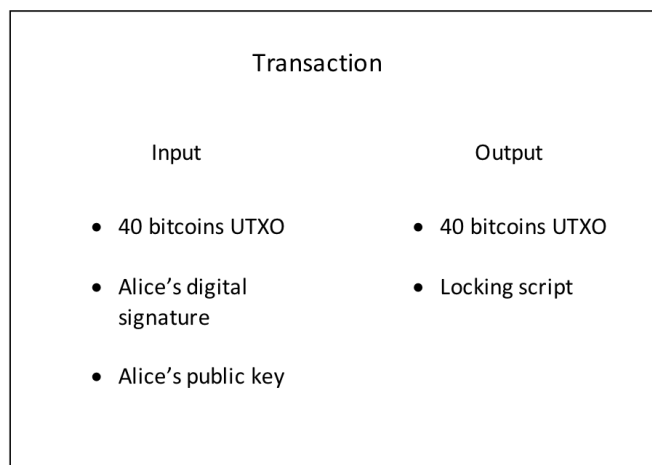 Transaction
Input
Output
• 40 bitcoins UTXO
• Alice’s digital
signature
• Alice’s public key
• 40 bitcoins UTXO
• Locking script